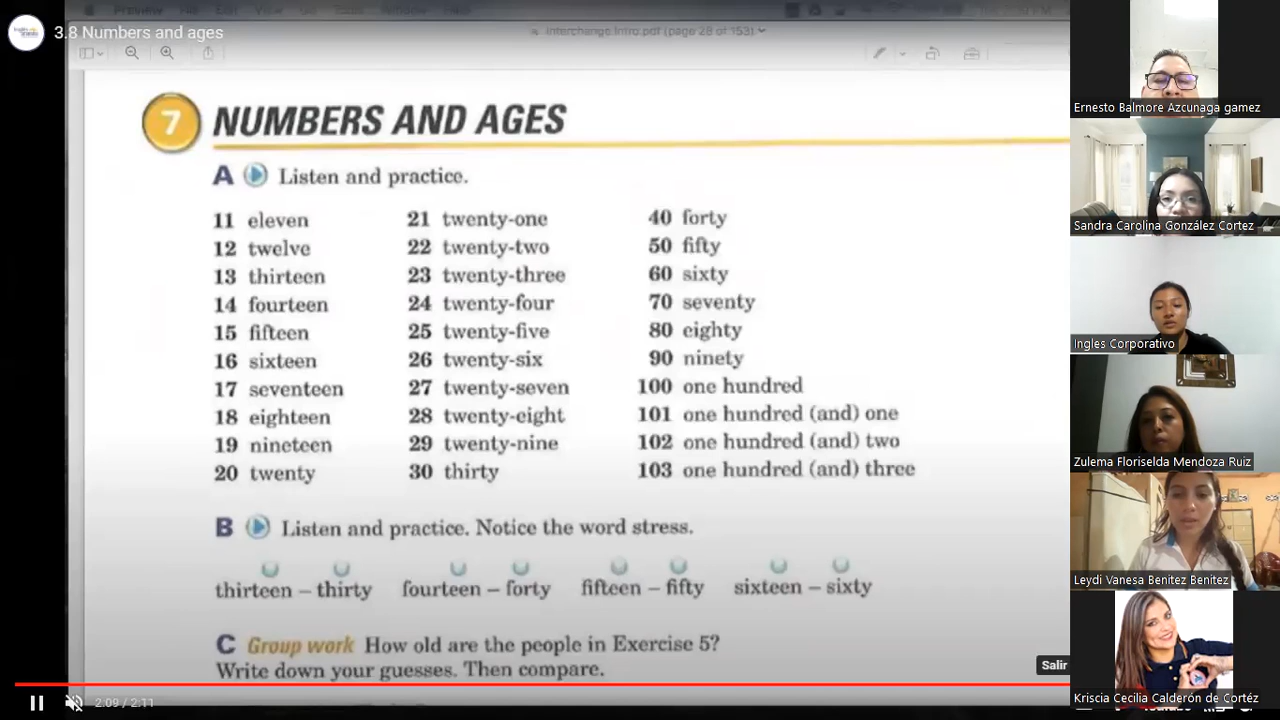 3.8 Numbers and ages
Interchange Intro.pdf (page 28 of 153)
7 NUMBERS AND AGES
A Listen and practice.
11 eleven
12 twelve
13 thirteen
14 fourteen
15 fifteen
16 sixteen
17 seventeen
18 eighteen
19 nineteen
20 twenty
21 twenty-one
22 twenty-two
23 twenty-three
24 twenty-four
25 twenty-five
26 twenty-six
27 twenty-seven
28 twenty-eight
29 twenty-nine
30 thirty
40 forty
50 fifty
60 sixty
70 seventy
80 eighty
90 ninety
100 one hundred
101 one hundred (and) one
102 one hundred (and) two
103 one hundred (and) three
B Listen and practice. Notice the word stress.
thirteen – thirty fourteen – forty fifteen – fifty sixteen – sixty
C Group work How old are the people in Exercise 5?
Write down your guesses. Then compare.
Salir
2:09 / 2:11
Ernesto Balmore Azcunaga gamez
Sandra Carolina González Cortez
Ingles Corporativo
Zulema Floriselda Mendoza Ruiz
Leydi Vanesa Benitez Benitez
Kriscia Cecilia Calderón de Cortéz